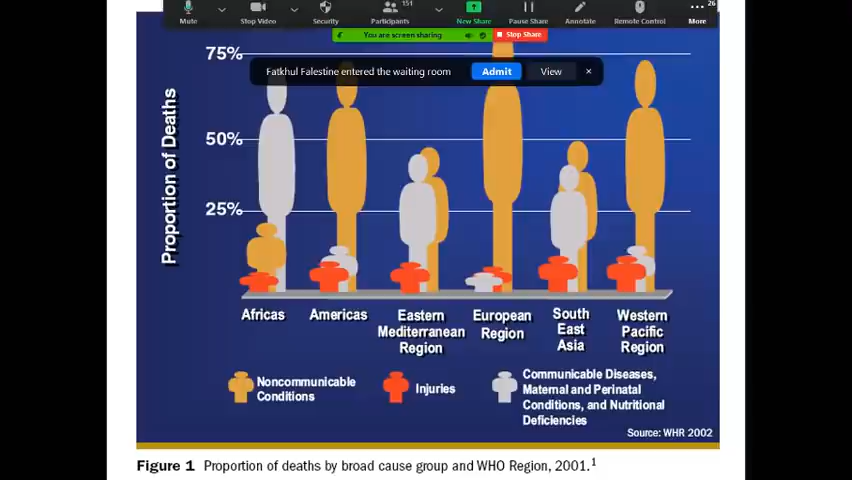 151
26
Mute
Stop Video
Security
Participants
New Share
Pause Share
Annotate
Remote Control
More
You are screen sharing
Stop Share
Fatkhul Falestine entered the waiting room
Admit
View
75%
50%
25%
Proportion of Deaths
Africas
Americas
Eastern
Mediterranean
Region
European
Region
South
East
Asia
Western
Pacific
Region
Noncommunicable
Conditions
Injuries
Communicable Diseases,
Maternal and Perinatal
Conditions, and Nutritional
Deficiencies
Source: WHR 2002
Figure 1 Proportion of deaths by broad cause group and WHO Region, 2001.1